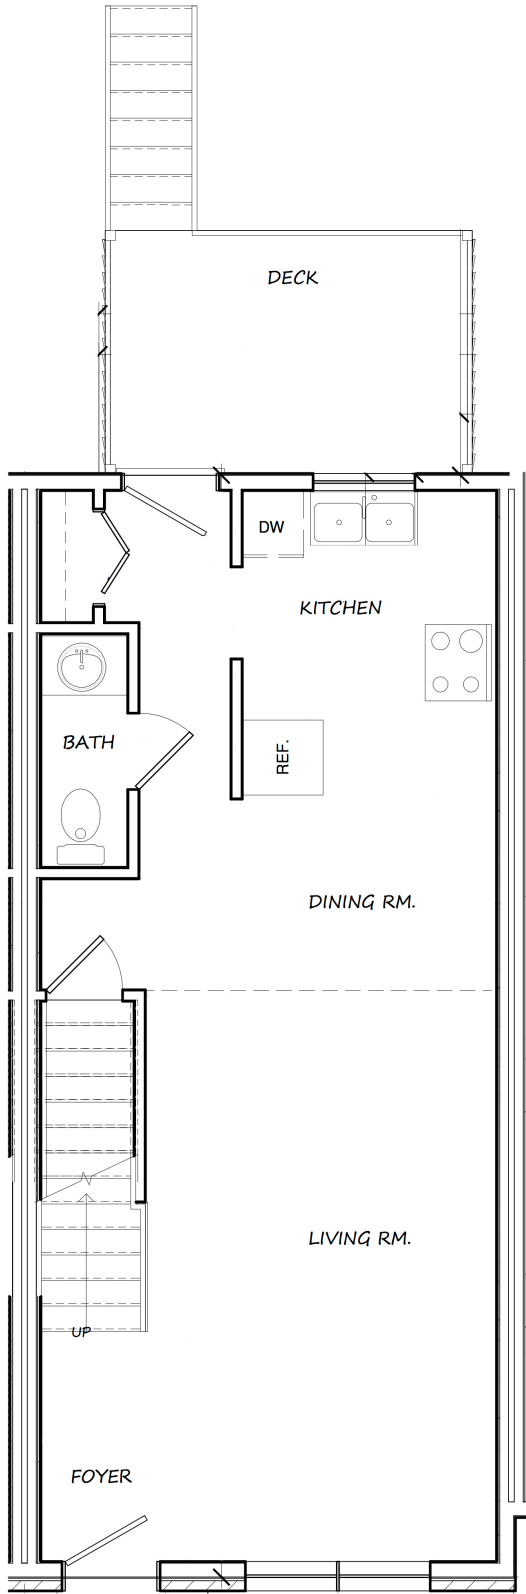 DECK
DW
KITCHEN
BATH
REF.
DINING RM.
LIVING RM.
UP
FOYER